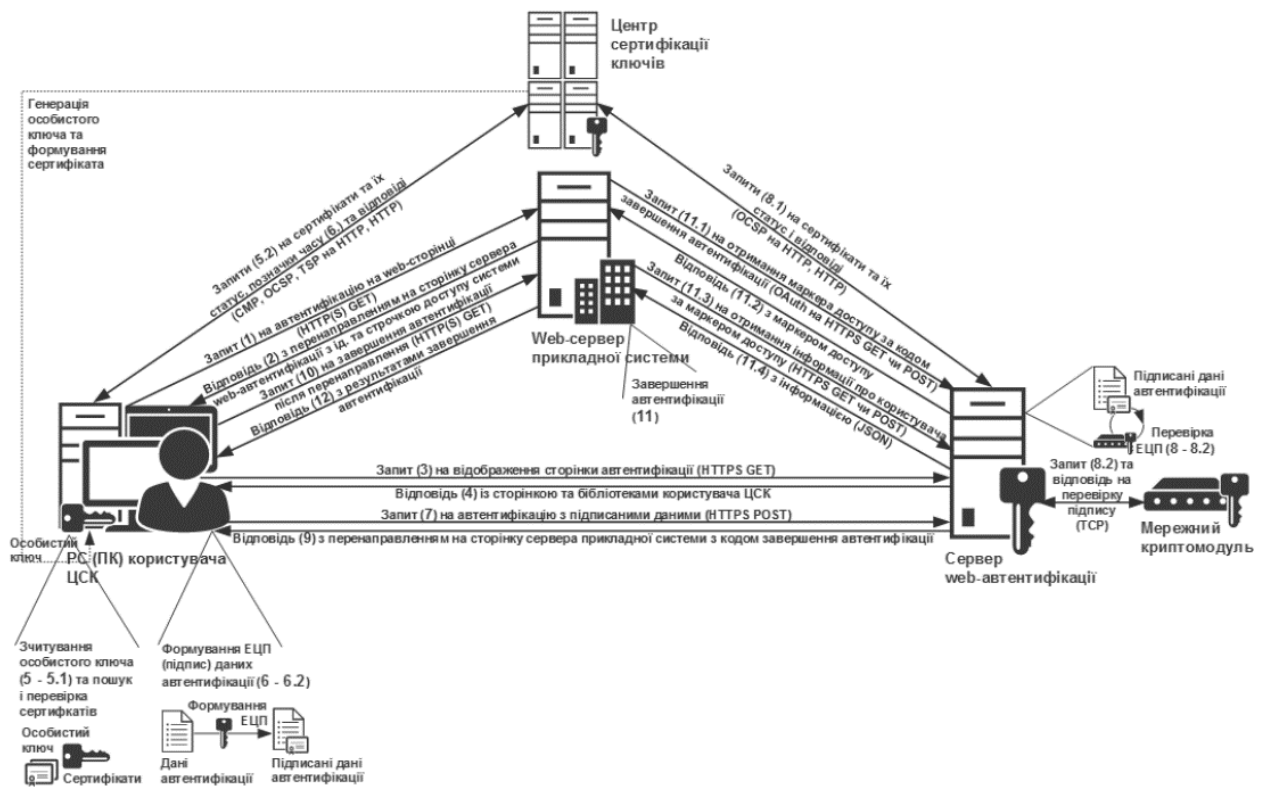 Центр
сертифікації
ключів
Генерація
особистого
ключа та
формування
сертифіката
Запити (5.2) на сертифікати та їх
статус, позначки часу (6.) та відповіді
(CMP, OCSP, TSP на HTTP, HTTP)
Запити (8.1) на сертифікати та їх
статус і відповіді
(OCSP на HTTP, HTTP)
Запит (1) на автентифікацію на web-сторінці
(HTTP(S) GET)
Відповідь (2) з перенаправленням на сторінку сервера
web-автентифікації з ід. та строчкою доступу системи
Запит (10) на завершення автентифікації
після перенаправлення (HTTP(S) GET)
Відповідь (12) з результатами завершення
автентифікації
Запит (11.1) на отримання маркера доступу за кодом
завершення автентифікації (OAuth на HTTPS GET чи POST)
Відповідь (11.2) з маркером доступу
Запит (11.3) на отримання інформації про користувача
за маркером доступу (HTTPS GET чи POST)
Відповідь (11.4) з інформацією (JSON)
Web-сервер
прикладної системи
Завершення
автентифікації
(11)
Підписані дані
автентифікації
Перевірка
ЕЦП (8 - 8.2)
Запит (3) на відображення сторінки автентифікації (HTTPS GET)
Відповідь (4) із сторінкою та бібліотеками користувача ЦСК
Запит (7) на автентифікацію з підписаними даними (HTTPS POST)
Відповідь (9) з перенаправленням на сторінку сервера прикладної системи з кодом завершення автентифікації
Запит (8.2) та
відповідь на
перевірку
підпису
(TCP)
Мережний
криптомодуль
Сервер
web-автентифікації
Особистий
ключ
РС (ПК) користувача
ЦСК
Зчитування
особистого ключа
(5 - 5.1) та пошук
і перевірка
сертифкатів
Особистий
ключ
Сертифікати
Формування ЕЦП
(підпис) даних
автентифікації (6 - 6.2)
Формування
ЕЦП
Дані
автентифікації
Підписані дані
автентифікації